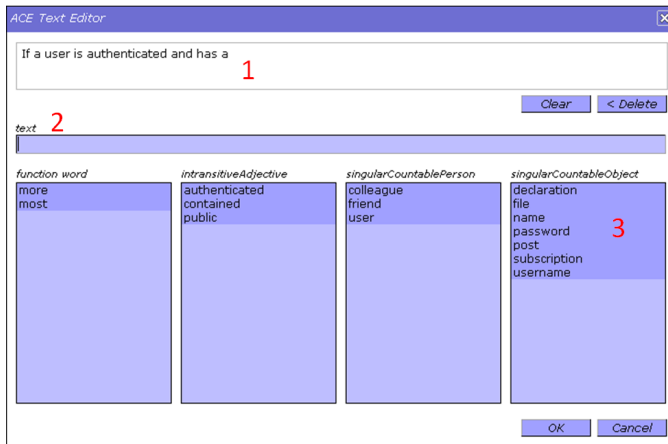 ACE Text Editor
If a user is authenticated and has a
1
Clear
< Delete
text
2
function word
more
most
intransitiveAdjective
authenticated
contained
public
singularCountablePerson
colleague
friend
user
singularCountableObject
declaration
file
name
password
post
subscription
username
3
OK
Cancel